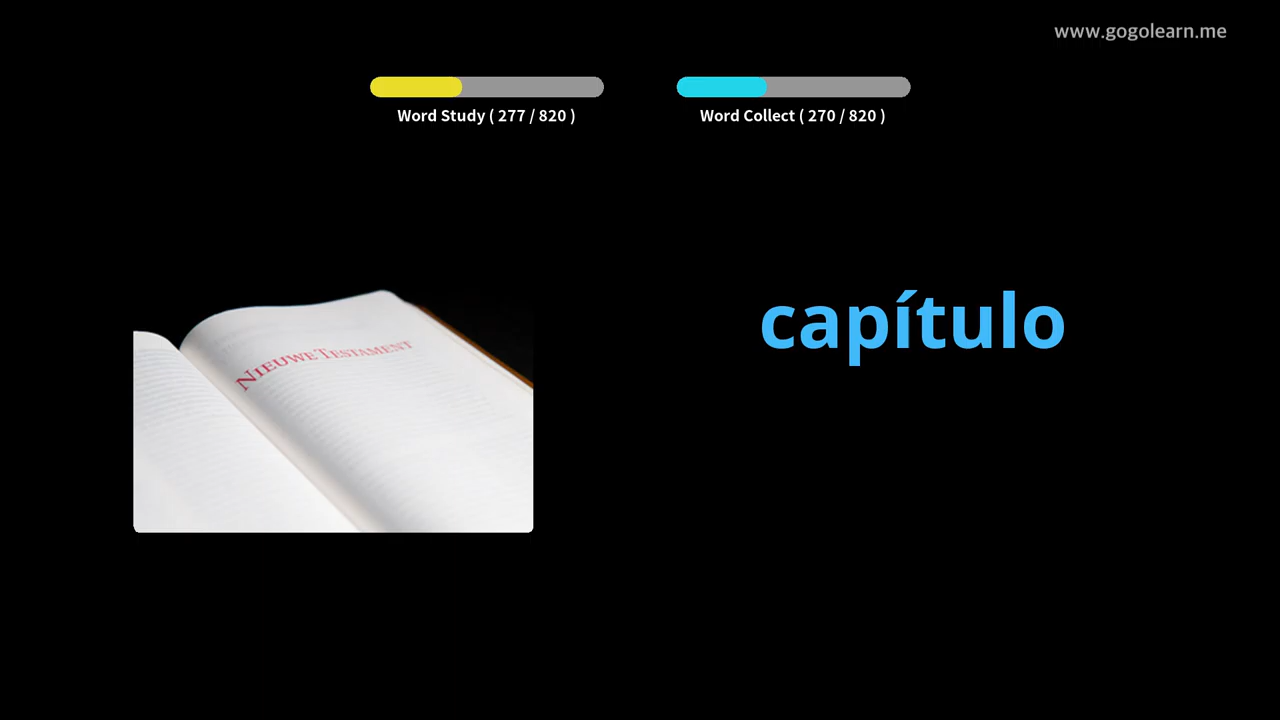 www.gogolearn.me
Word Study ( 277 / 820 )
Word Collect ( 270 / 820 )
NIEUWE TESTAMENT
capítulo